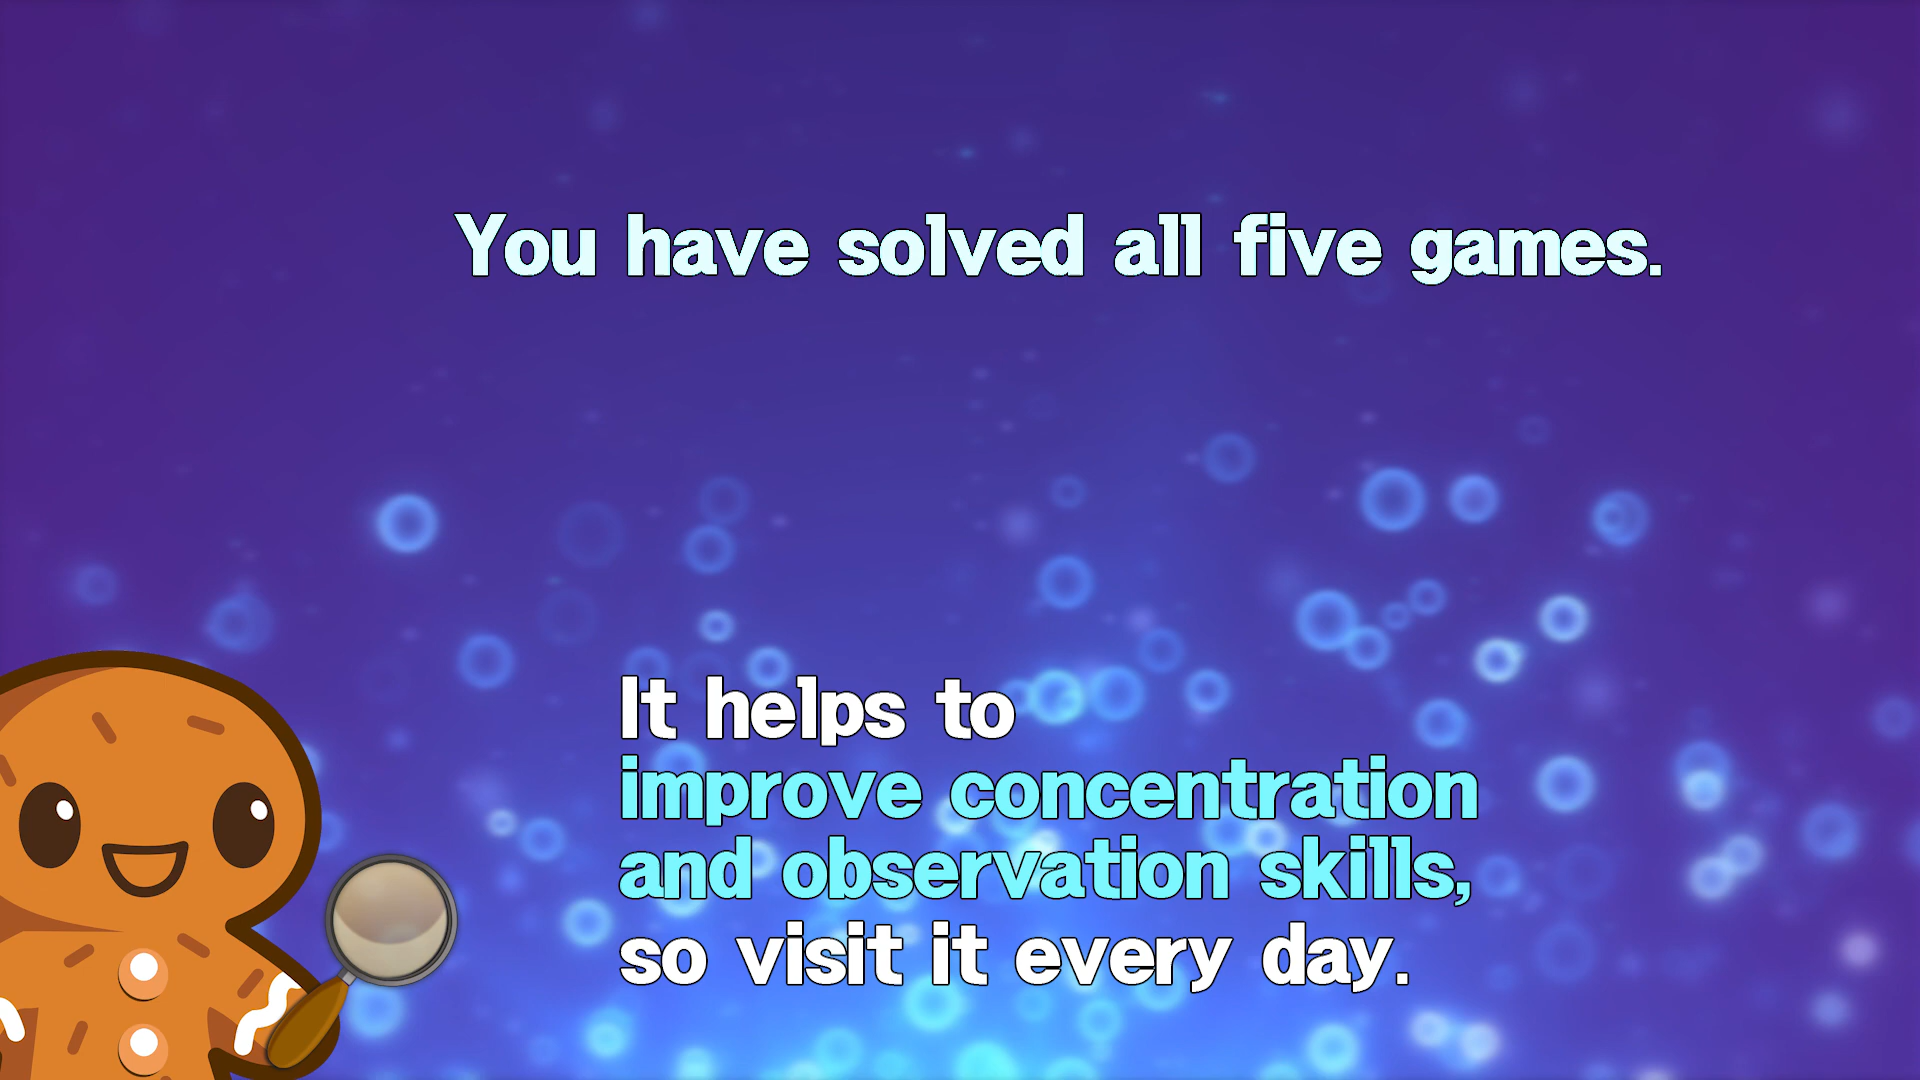 You have solved all five games.
It helps to
improve concentration
and observation skills,
so visit it every day.